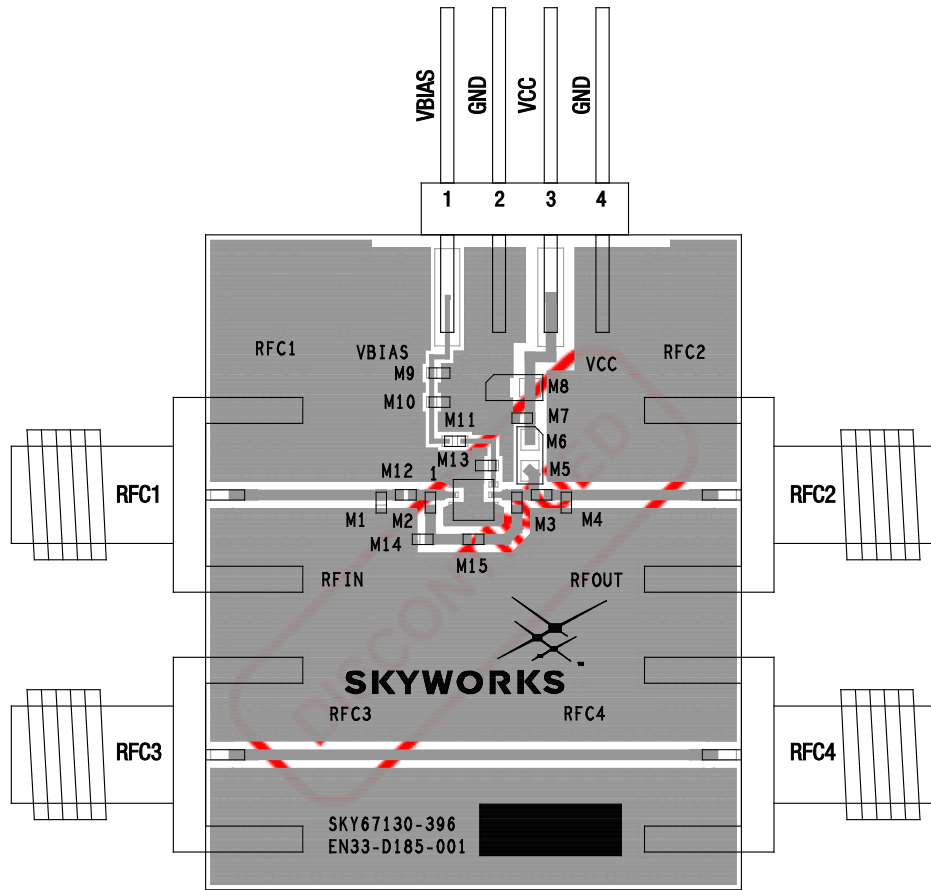 VBIAS
GND
VCC
GND
1 2 3 4
RFC1
VBIAS
VCC
RFC2
M9
M8
M10
M7
M11
M6
M13
M5
M12 1
RFC1
RFC2
M1 M2 M3 M4
M14
M15
RFIN
RFOUT
DISCONTINUED
SKYWORKS
RFC3
RFC4
RFC3
RFC4
SKY67130-396
EN33-D185-001